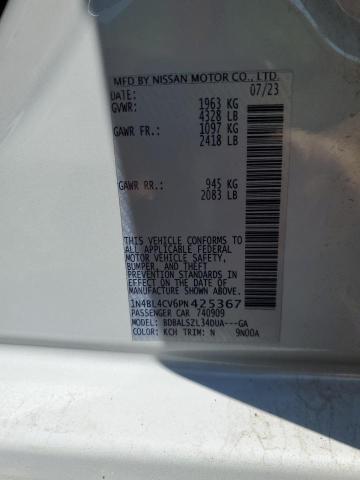 MFD BY NISSAN MOTOR CO., LTD.
DATE: 07/23
GVWR: 1963 KG
4328 LB
GAWR FR.: 1097 KG
2418 LB
GAWR RR.: 945 KG
2083 LB
THIS VEHICLE CONFORMS TO
ALL APPLICABLE FEDERAL
MOTOR VEHICLE SAFETY,
BUMPER, AND THEFT
PREVENTION STANDARDS IN
EFFECT ON THE DATE OF
MANUFACTURE SHOWN ABOVE.
1N4BL4CV6PN425367
PASSENGER CAR 740909
MODEL: BDBALSZL34DUA---GA
COLOR: KCH TRIM: N 9N00A